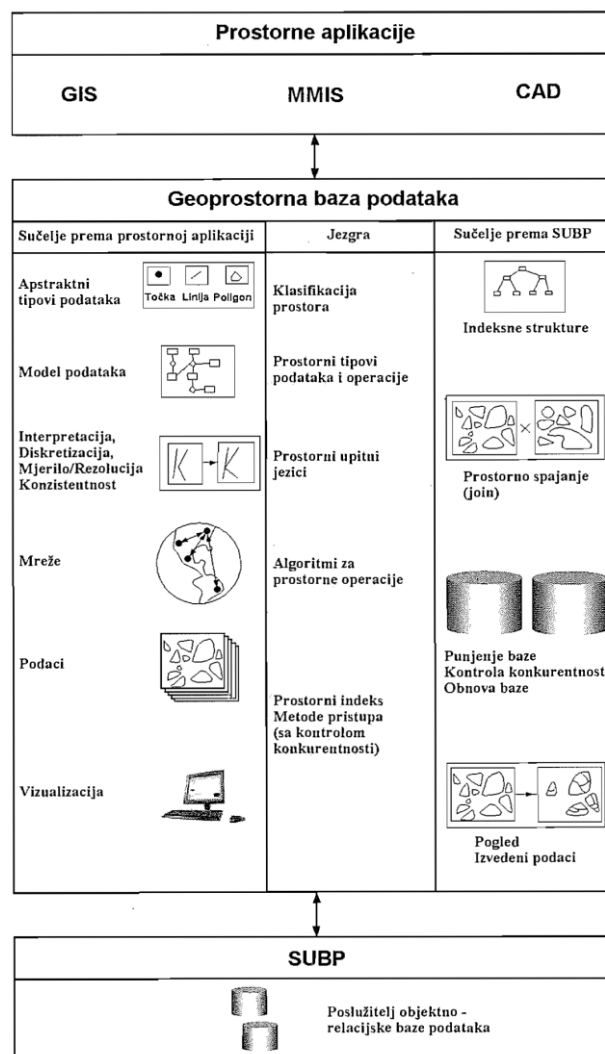 Prostorne aplikacije
GIS
MMIS
CAD
Geoprostorna baza podataka
Sučelje prema prostornoj aplikaciji
Jezgra
Sučelje prema SUBP
Apstraktni
tipovi podataka
Točka Linija Poligon
Model podataka
Interpretacija,
Diskretizacija,
Mjerilo/Rezolucija
Konzistentnost
Mreže
Podaci
Vizualizacija
Klasifikacija
prostora
Prostorni tipovi
podataka i operacije
Prostorni upitni
jezici
Algoritmi za
prostorne operacije
Prostorni indeks
Metode pristupa
(sa kontrolom
konkurentnosti)
Indeksne strukture
Prostorno spajanje
(join)
Punjenje baze
Kontrola konkurentnost
Obnova baze
Pogled
Izvedeni podaci
SUBP
Poslužitelj objektno -
relacijske baze podataka